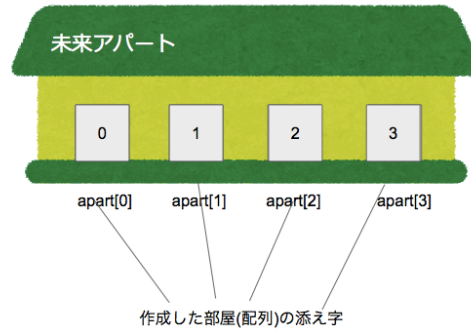 未来アパート
0 1 2 3
apart[0] apart[1] apart[2] apart[3]
作成した部屋(配列)の添え字